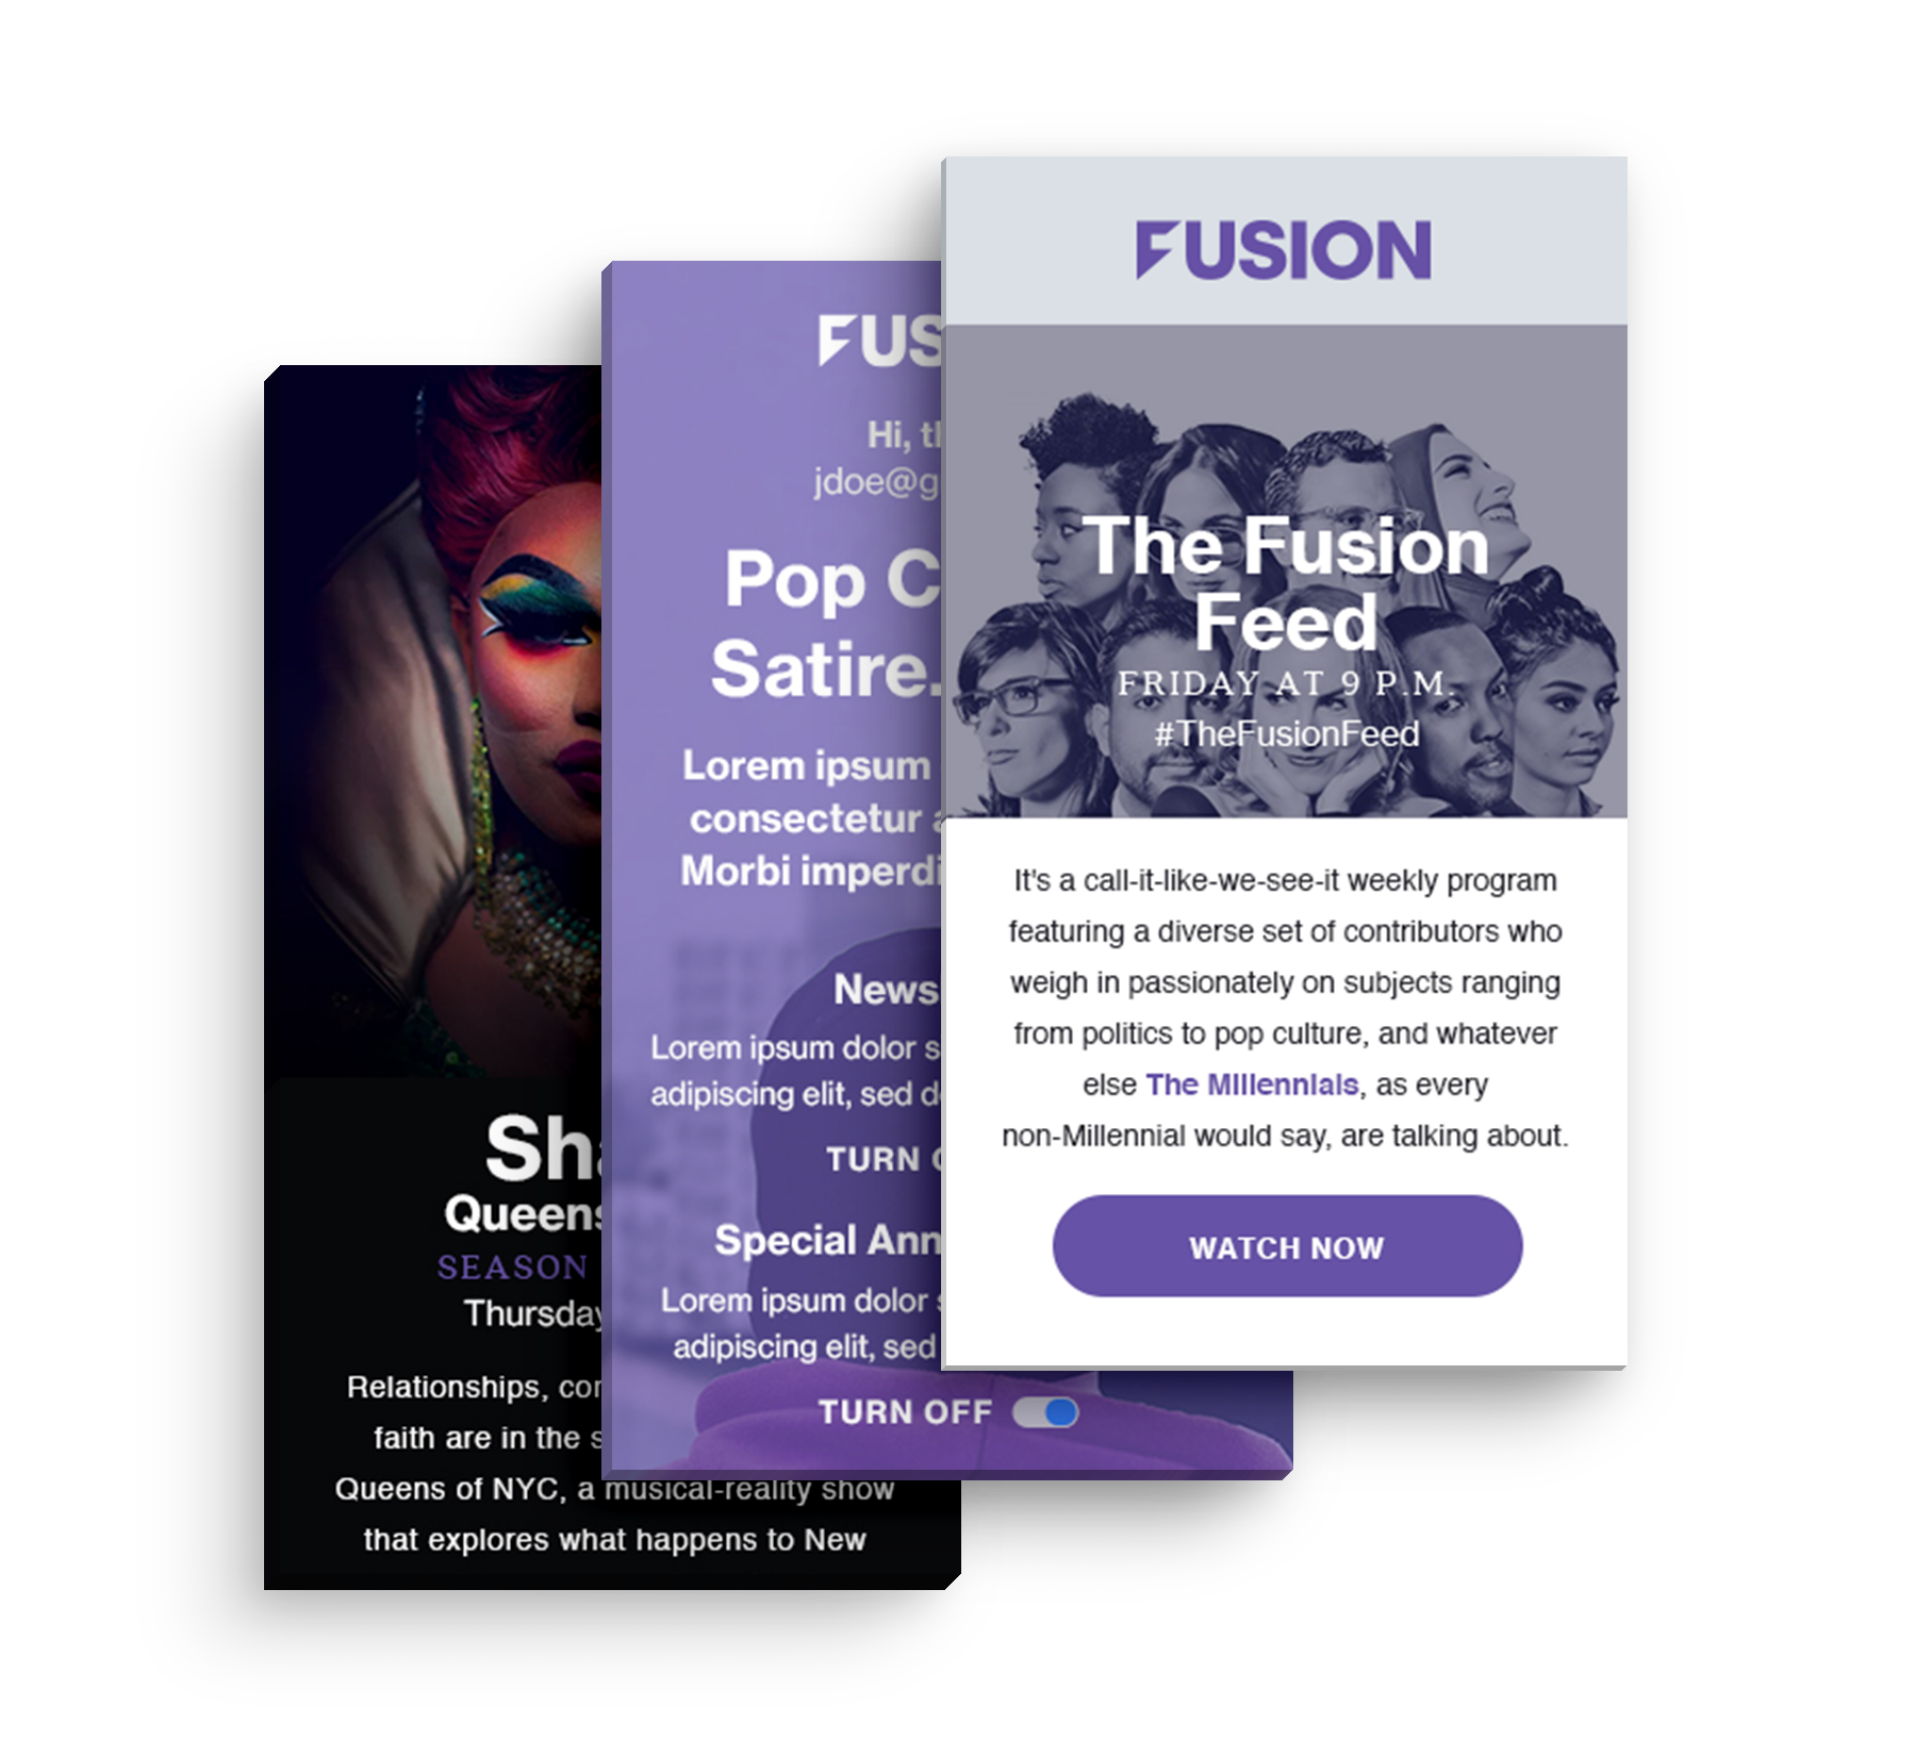 FUSION
The Fusion
Feed
FRIDAY AT 9 P.M.
#TheFusionFeed
It's a call-it-like-we-see-it weekly program
featuring a diverse set of contributors who
weigh in passionately on subjects ranging
from politics to pop culture, and whatever
else The Millennials, as every
non-Millennial would say, are talking about.
WATCH NOW
FUS
Hi,
jdoe@g
Pop C
Satire.
Lorem ipsum
consectetur
Morbi imperdi
News
Lorem ipsum dolor s
adipiscing elit, sed d
TURN
Special Ann
Lorem ipsum dolor
adipiscing elit, sed
TURN OFF
Sha
Queens
SEASON
Thursday
Relationships, cor
faith are in the s
Queens of NYC, a musical-reality show
that explores what happens to New